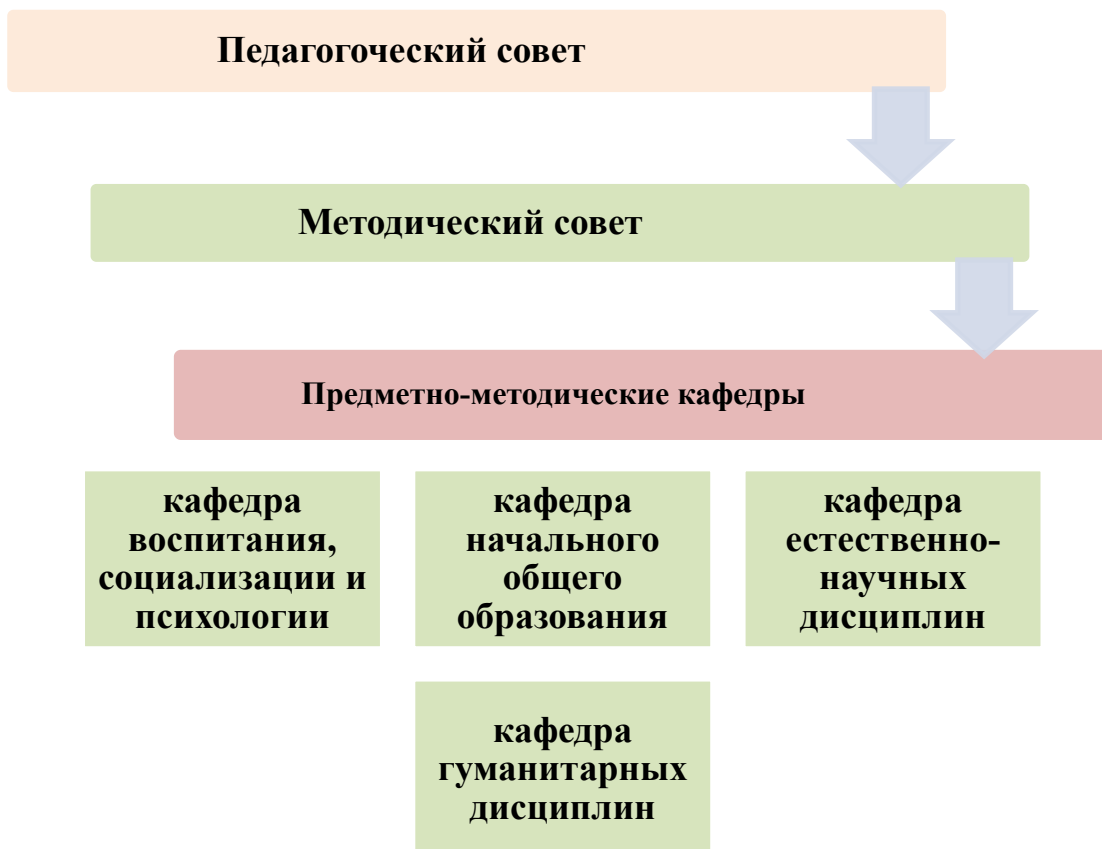 Педагогоческий совет
Методический совет
Предметно-методические кафедры
кафедра
воспитания,
социализации и
психологии
кафедра
начального
общего
образования
кафедра
естественно-
научных
дисциплин
кафедра
гуманитарных
дисциплин